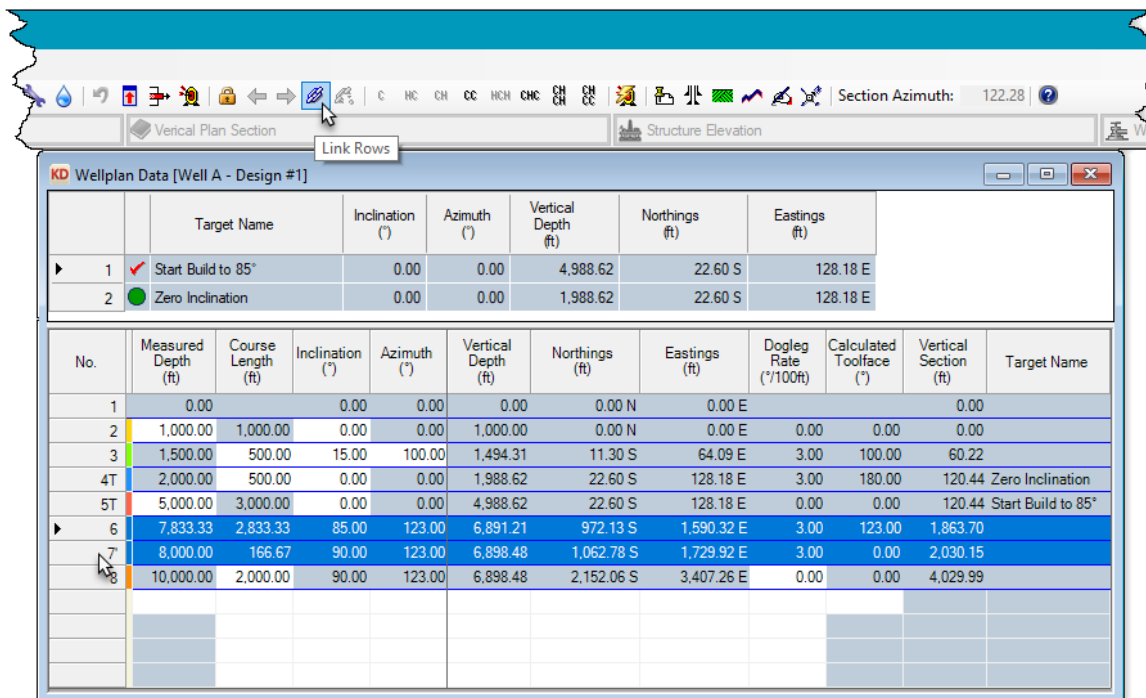 C HC CH CC HCH CHC CH CH CH CC Section Azimuth: 122.28
Verical Plan Section Structure Elevation W
Link Rows
KD Wellplan Data [Well A - Design #1]
Target Name Inclination (°) Azimuth (°) Vertical Depth (ft) Northings (ft) Eastings (ft)
1 Start Build to 85° 0.00 0.00 4,988.62 22.60 S 128.18 E
2 Zero Inclination 0.00 0.00 1,988.62 22.60 S 128.18 E
No. Measured Depth (ft) Course Length (ft) Inclination (°) Azimuth (°) Vertical Depth (ft) Northings (ft) Eastings (ft) Dogleg Rate (°/100ft) Calculated Toolface (°) Vertical Section (ft) Target Name
1 0.00 0.00 0.00 0.00 0.00 N 0.00 E 0.00
2 1,000.00 1,000.00 0.00 0.00 1,000.00 0.00 N 0.00 E 0.00 0.00 0.00
3 1,500.00 500.00 15.00 100.00 1,494.31 11.30 S 64.09 E 3.00 100.00 60.22
4T 2,000.00 500.00 0.00 0.00 1,988.62 22.60 S 128.18 E 3.00 180.00 120.44 Zero Inclination
5T 5,000.00 3,000.00 0.00 0.00 4,988.62 22.60 S 128.18 E 0.00 0.00 120.44 Start Build to 85°
6 7,833.33 2,833.33 85.00 123.00 6,891.21 972.13 S 1,590.32 E 3.00 123.00 1,863.70
7 8,000.00 166.67 90.00 123.00 6,898.48 1,062.78 S 1,729.92 E 3.00 0.00 2,030.15
8 10,000.00 2,000.00 90.00 123.00 6,898.48 2,152.06 S 3,407.26 E 0.00 0.00 4,029.99